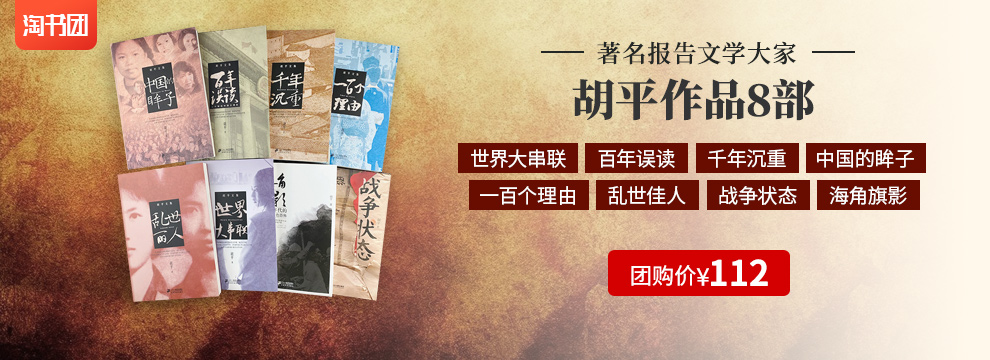 淘书团
著名报告文学大家
胡平作品8部
世界大串联
百年误读
千年沉重
中国的眸子
一百个理由
乱世佳人
战争状态
海角旗影
团购价¥112
中国的
眸子
百年
误读
千年
沉重
一百个
理由
乱世
丽人
世界
大串联
角
影
战争
状态